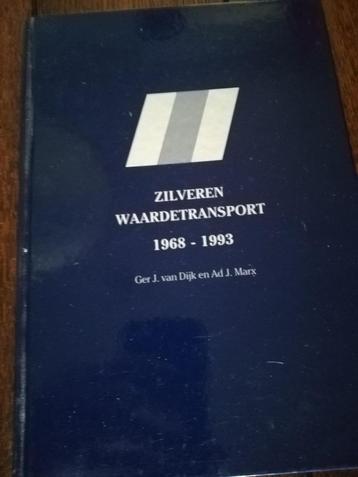 ZILVEREN
WAARDETRANSPORT
1968 - 1993
Ger J. van Dijk en Ad J. Marx